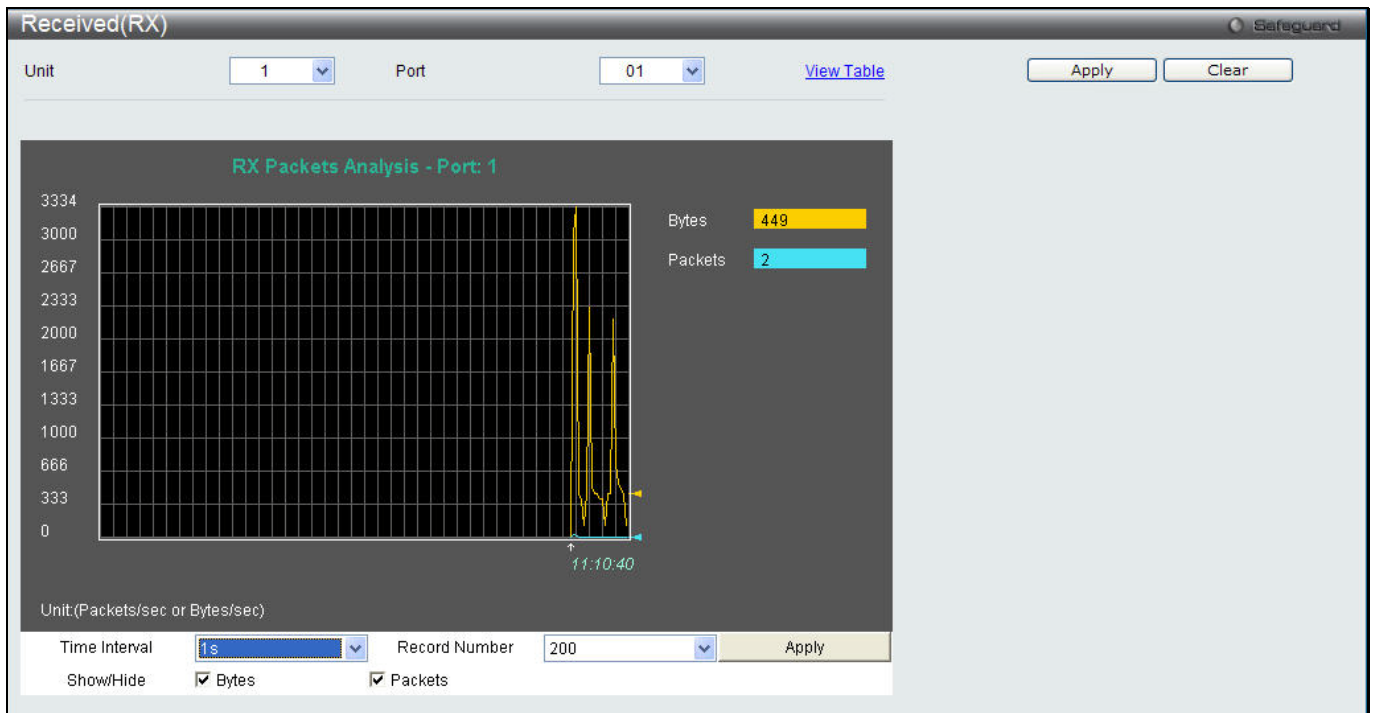 Received(RX)
Safeguard
Unit 1 Port 01 View Table Apply Clear
RX Packets Analysis - Port: 1
3334
3000
2667
2333
2000
1667
1333
1000
666
333
0
Bytes 449
Packets 2
11:10:40
Unit:(Packets/sec or Bytes/sec)
Time Interval 1s Record Number 200 Apply
Show/Hide Bytes Packets